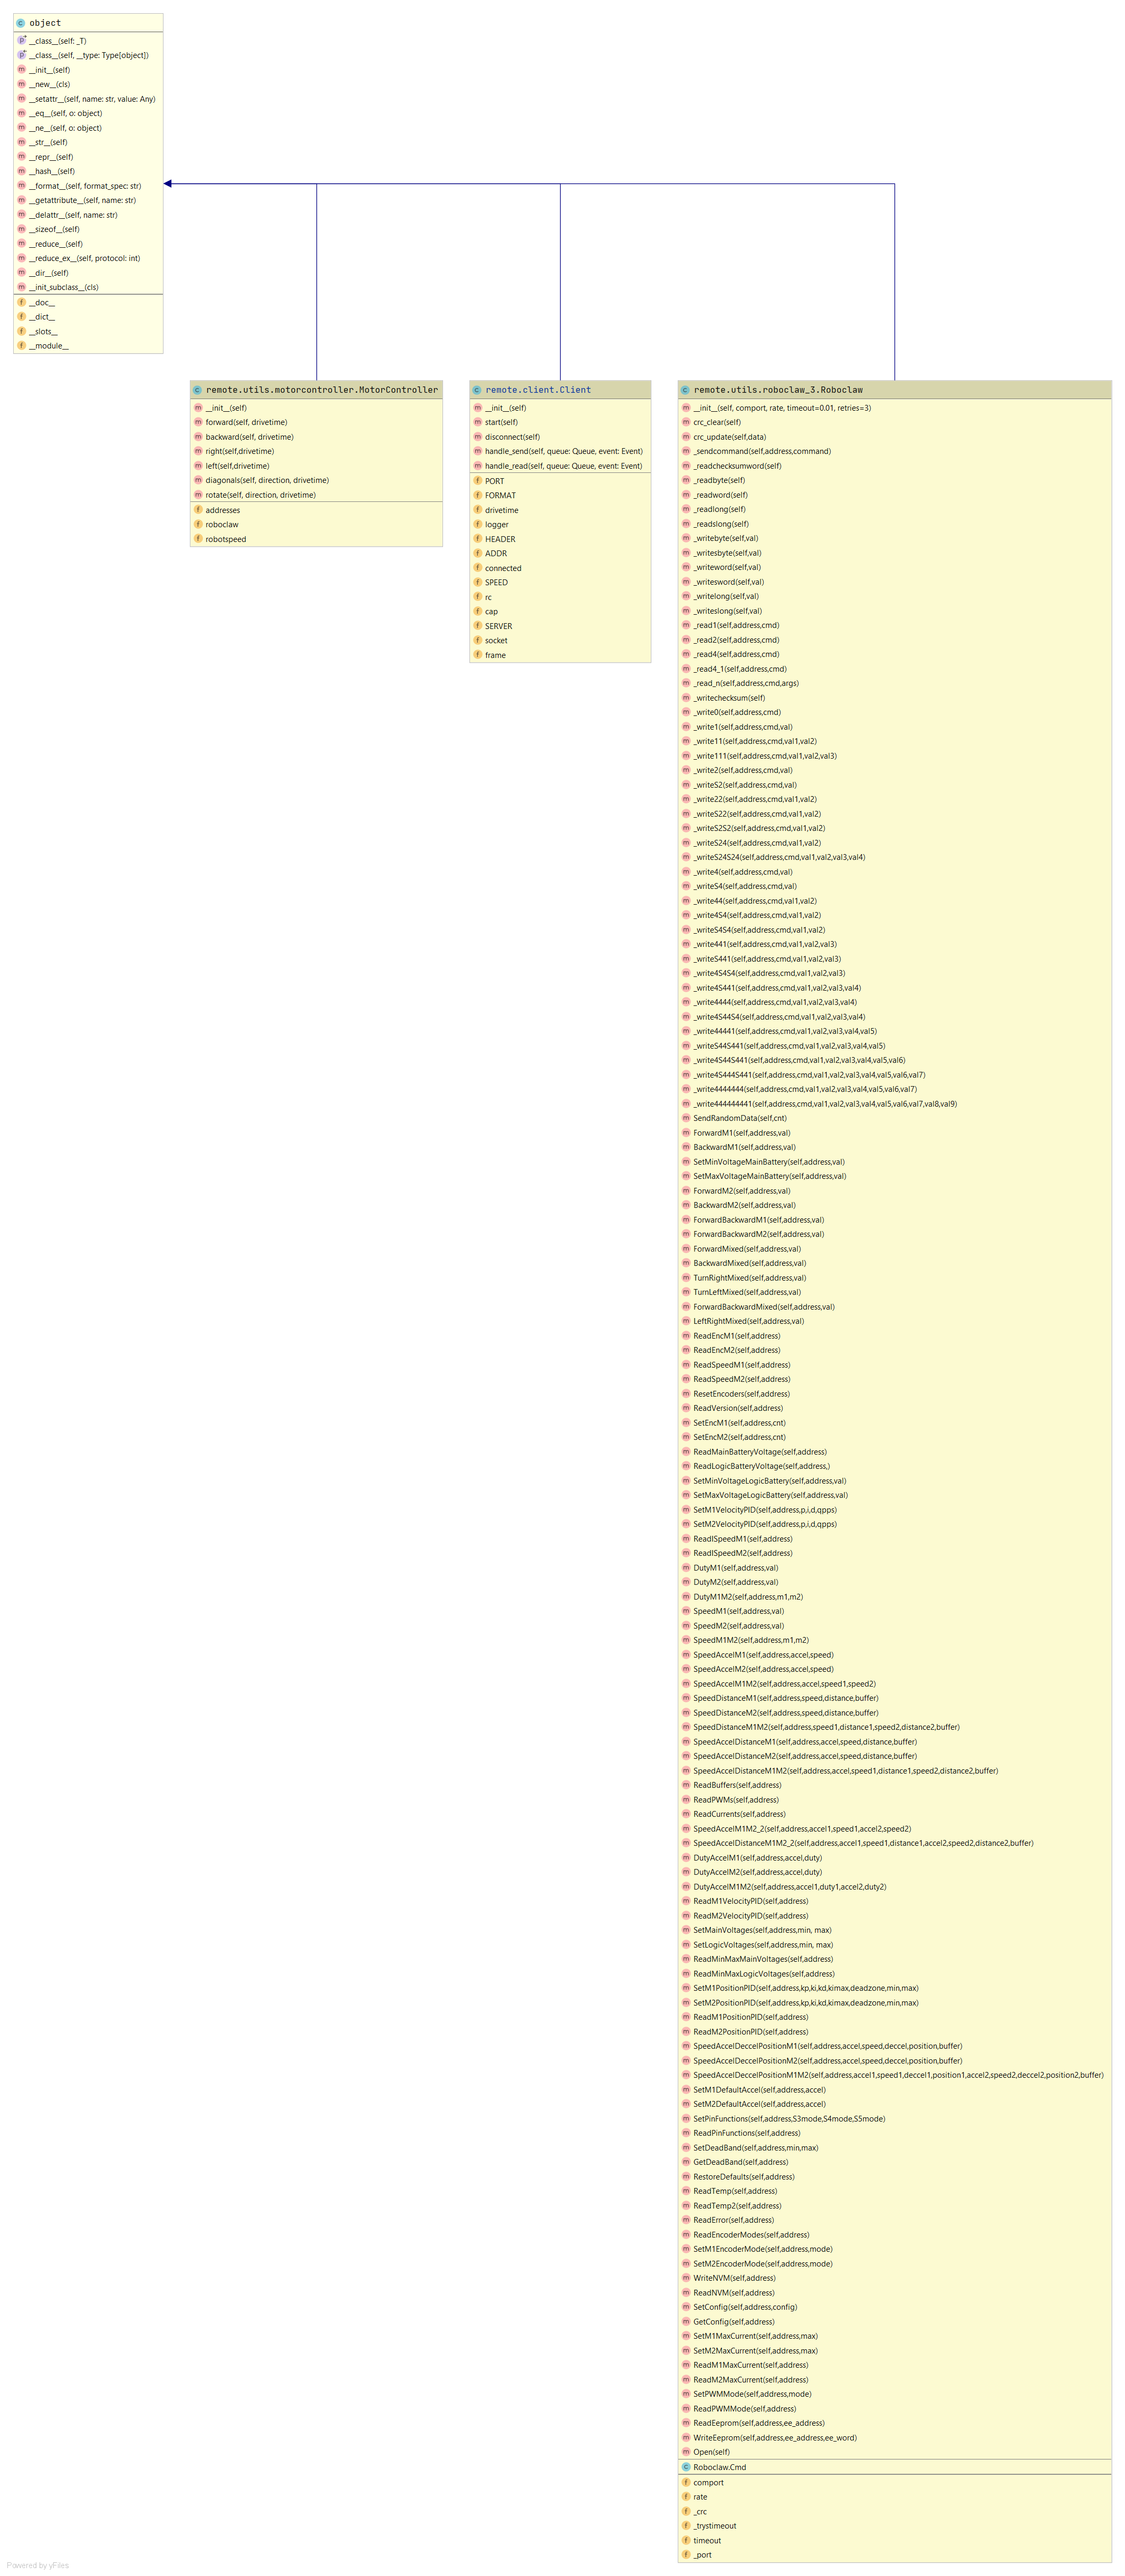 object
__class__(self: _T)
__class__(self, __type: Type[object])
__init__(self)
__new__(cls)
__setattr__(self, name: str, value: Any)
__eq__(self, o: object)
__ne__(self, o: object)
__str__(self)
__repr__(self)
__hash__(self)
__format__(self, format_spec: str)
__getattribute__(self, name: str)
__delattr__(self, name: str)
__sizeof__(self)
__reduce__(self)
__reduce_ex__(self, protocol: int)
__dir__(self)
__init_subclass__(cls)
__doc__
__dict__
__slots__
__module__
remote.utils.motorcontroller.MotorController
__init__(self)
forward(self, drivetime)
backward(self, drivetime)
right(self,drivetime)
left(self,drivetime)
diagonals(self, direction, drivetime)
rotate(self, direction, drivetime)
addresses
roboclaw
robotspeed
remote.client.Client
__init__(self)
start(self)
disconnect(self)
handle_send(self, queue: Queue, event: Event)
handle_read(self, queue: Queue, event: Event)
PORT
FORMAT
drivetime
logger
HEADER
ADDR
connected
SPEED
rc
cap
SERVER
socket
frame
remote.utils.roboclaw_3.Roboclaw
__init__(self, comport, rate, timeout=0.01, retries=3)
crc_clear(self)
crc_update(self,data)
_sendcommand(self,address,command)
_readchecksumword(self)
_readbyte(self)
_readword(self)
_readlong(self)
_readslong(self)
_writebyte(self,val)
_writesbyte(self,val)
_writeword(self,val)
_writesword(self,val)
_writelong(self,val)
_writeslong(self,val)
_read1(self,address,cmd)
_read2(self,address,cmd)
_read4(self,address,cmd)
_read4_1(self,address,cmd)
_read_n(self,address,cmd,args)
_writechecksum(self)
_write0(self,address,cmd)
_write1(self,address,cmd,val)
_write11(self,address,cmd,val1,val2)
_write111(self,address,cmd,val1,val2,val3)
_write2(self,address,cmd,val)
_writeS2(self,address,cmd,val)
_write22(self,address,cmd,val1,val2)
_writeS22(self,address,cmd,val1,val2)
_writeS2S2(self,address,cmd,val1,val2)
_writeS24(self,address,cmd,val1,val2)
_writeS24S24(self,address,cmd,val1,val2,val3,val4)
_write4(self,address,cmd,val)
_writeS4(self,address,cmd,val)
_write44(self,address,cmd,val1,val2)
_write4S4(self,address,cmd,val1,val2)
_writeS4S4(self,address,cmd,val1,val2)
_write441(self,address,cmd,val1,val2,val3)
_writeS441(self,address,cmd,val1,val2,val3)
_write4S4S4(self,address,cmd,val1,val2,val3)
_write4S441(self,address,cmd,val1,val2,val3,val4)
_write4444(self,address,cmd,val1,val2,val3,val4)
_write4S44S4(self,address,cmd,val1,val2,val3,val4)
_write44441(self,address,cmd,val1,val2,val3,val4,val5)
_writeS44S441(self,address,cmd,val1,val2,val3,val4,val5)
_write4S44S441(self,address,cmd,val1,val2,val3,val4,val5,val6)
_write4S444S441(self,address,cmd,val1,val2,val3,val4,val5,val6,val7)
_write4444444(self,address,cmd,val1,val2,val3,val4,val5,val6,val7)
_write444444441(self,address,cmd,val1,val2,val3,val4,val5,val6,val7,val8,val9)
SendRandomData(self,cnt)
ForwardM1(self,address,val)
BackwardM1(self,address,val)
SetMinVoltageMainBattery(self,address,val)
SetMaxVoltageMainBattery(self,address,val)
ForwardM2(self,address,val)
BackwardM2(self,address,val)
ForwardBackwardM1(self,address,val)
ForwardBackwardM2(self,address,val)
ForwardMixed(self,address,val)
BackwardMixed(self,address,val)
TurnRightMixed(self,address,val)
TurnLeftMixed(self,address,val)
ForwardBackwardMixed(self,address,val)
LeftRightMixed(self,address,val)
ReadEncM1(self,address)
ReadEncM2(self,address)
ReadSpeedM1(self,address)
ReadSpeedM2(self,address)
ResetEncoders(self,address)
ReadVersion(self,address)
SetEncM1(self,address,cnt)
SetEncM2(self,address,cnt)
ReadMainBatteryVoltage(self,address)
ReadLogicBatteryVoltage(self,address,)
SetMinVoltageLogicBattery(self,address,val)
SetMaxVoltageLogicBattery(self,address,val)
SetM1VelocityPID(self,address,p,i,d,qpps)
SetM2VelocityPID(self,address,p,i,d,qpps)
ReadISpeedM1(self,address)
ReadISpeedM2(self,address)
DutyM1(self,address,val)
DutyM2(self,address,val)
DutyM1M2(self,address,m1,m2)
SpeedM1(self,address,val)
SpeedM2(self,address,val)
SpeedM1M2(self,address,m1,m2)
SpeedAccelM1(self,address,accel,speed)
SpeedAccelM2(self,address,accel,speed)
SpeedAccelM1M2(self,address,accel,speed1,speed2)
SpeedDistanceM1(self,address,speed,distance,buffer)
SpeedDistanceM2(self,address,speed,distance,buffer)
SpeedDistanceM1M2(self,address,speed1,distance1,speed2,distance2,buffer)
SpeedAccelDistanceM1(self,address,accel,speed,distance,buffer)
SpeedAccelDistanceM2(self,address,accel,speed,distance,buffer)
SpeedAccelDistanceM1M2(self,address,accel,speed1,distance1,speed2,distance2,buffer)
ReadBuffers(self,address)
ReadPWMs(self,address)
ReadCurrents(self,address)
SpeedAccelM1M2_2(self,address,accel1,speed1,accel2,speed2)
SpeedAccelDistanceM1M2_2(self,address,accel1,speed1,distance1,accel2,speed2,distance2,buffer)
DutyAccelM1(self,address,accel,duty)
DutyAccelM2(self,address,accel,duty)
DutyAccelM1M2(self,address,accel1,duty1,accel2,duty2)
ReadM1VelocityPID(self,address)
ReadM2VelocityPID(self,address)
SetMainVoltages(self,address,min, max)
SetLogicVoltages(self,address,min, max)
ReadMinMaxMainVoltages(self,address)
ReadMinMaxLogicVoltages(self,address)
SetM1PositionPID(self,address,kp,ki,kd,kimax,deadzone,min,max)
SetM2PositionPID(self,address,kp,ki,kd,kimax,deadzone,min,max)
ReadM1PositionPID(self,address)
ReadM2PositionPID(self,address)
SpeedAccelDeccelPositionM1(self,address,accel,speed,deccel,position,buffer)
SpeedAccelDeccelPositionM2(self,address,accel,speed,deccel,position,buffer)
SpeedAccelDeccelPositionM1M2(self,address,accel1,speed1,deccel1,position1,accel2,speed2,deccel2,position2,buffer)
SetM1DefaultAccel(self,address,accel)
SetM2DefaultAccel(self,address,accel)
SetPinFunctions(self,address,S3mode,S4mode,S5mode)
ReadPinFunctions(self,address)
SetDeadBand(self,address,min,max)
GetDeadBand(self,address)
RestoreDefaults(self,address)
ReadTemp(self,address)
ReadTemp2(self,address)
ReadError(self,address)
ReadEncoderModes(self,address)
SetM1EncoderMode(self,address,mode)
SetM2EncoderMode(self,address,mode)
WriteNVM(self,address)
ReadNVM(self,address)
SetConfig(self,address,config)
GetConfig(self,address)
SetM1MaxCurrent(self,address,max)
SetM2MaxCurrent(self,address,max)
ReadM1MaxCurrent(self,address)
ReadM2MaxCurrent(self,address)
SetPWMMode(self,address,mode)
ReadPWMMode(self,address)
ReadEeprom(self,address,ee_address)
WriteEeprom(self,address,ee_address,ee_word)
Open(self)
Roboclaw.Cmd
comport
rate
_crc
_trystimeout
timeout
_port
Powered by yFiles